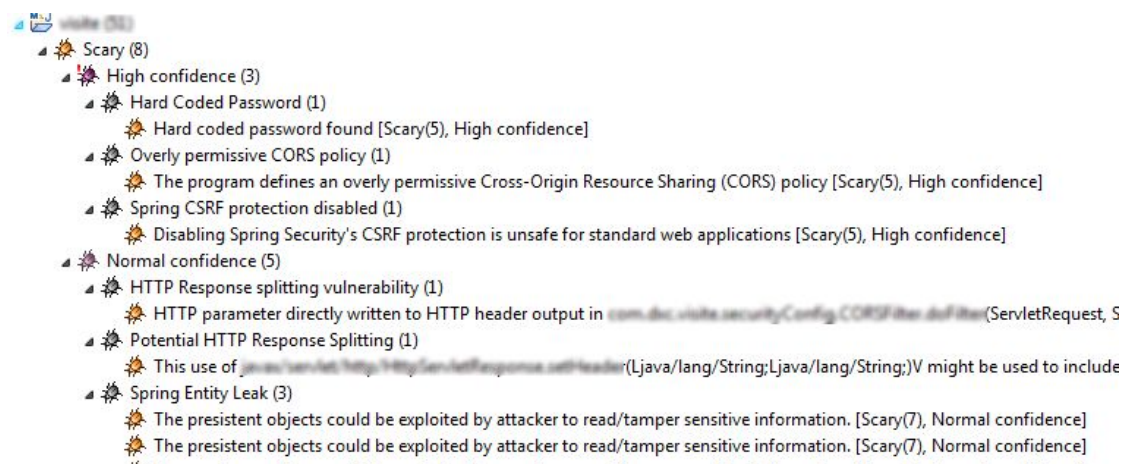 Scary (8)
High confidence (3)
Hard Coded Password (1)
Hard coded password found [Scary(5), High confidence]
Overly permissive CORS policy (1)
The program defines an overly permissive Cross-Origin Resource Sharing (CORS) policy [Scary(5), High confidence]
Spring CSRF protection disabled (1)
Disabling Spring Security's CSRF protection is unsafe for standard web applications [Scary(5), High confidence]
Normal confidence (5)
HTTP Response splitting vulnerability (1)
HTTP parameter directly written to HTTP header output in (ServletRequest, S
Potential HTTP Response Splitting (1)
This use of (Ljava/lang/String;Ljava/lang/String;)V might be used to include
Spring Entity Leak (3)
The presistent objects could be exploited by attacker to read/tamper sensitive information. [Scary(7), Normal confidence]
The presistent objects could be exploited by attacker to read/tamper sensitive information. [Scary(7), Normal confidence]